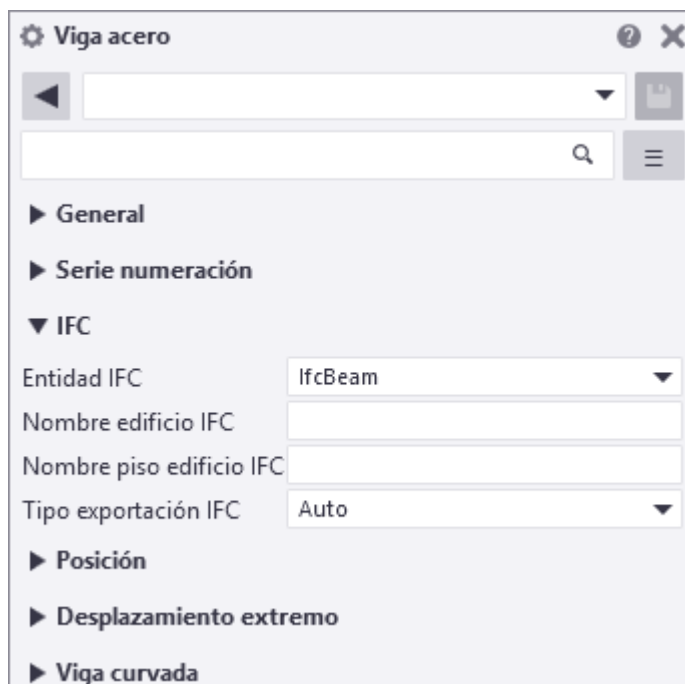 Viga acero
General
Serie numeración
IFC
Entidad IFC IfcBeam
Nombre edificio IFC
Nombre piso edificio IFC
Tipo exportación IFC Auto
Posición
Desplazamiento extremo
Viga curvada